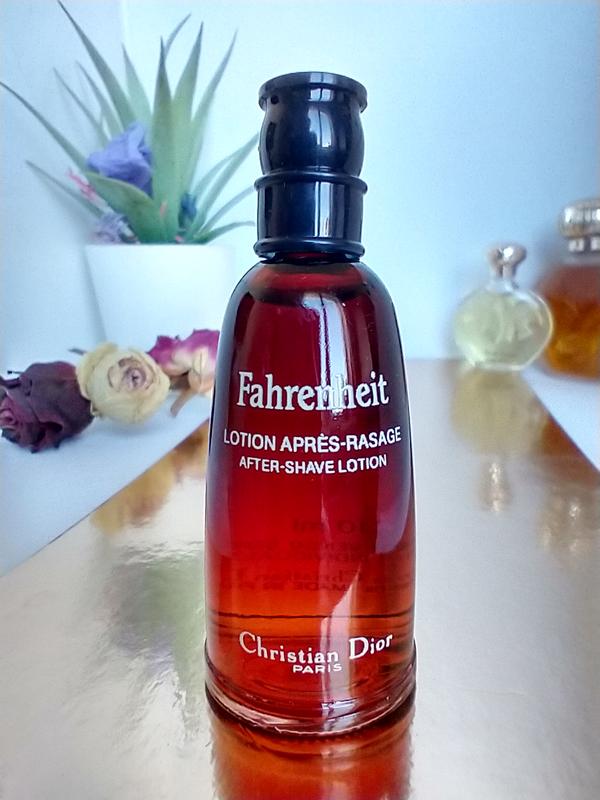 Fahrenheit
LOTION APRÈS-RASAGE
AFTER-SHAVE LOTION
Christian Dior
PARIS